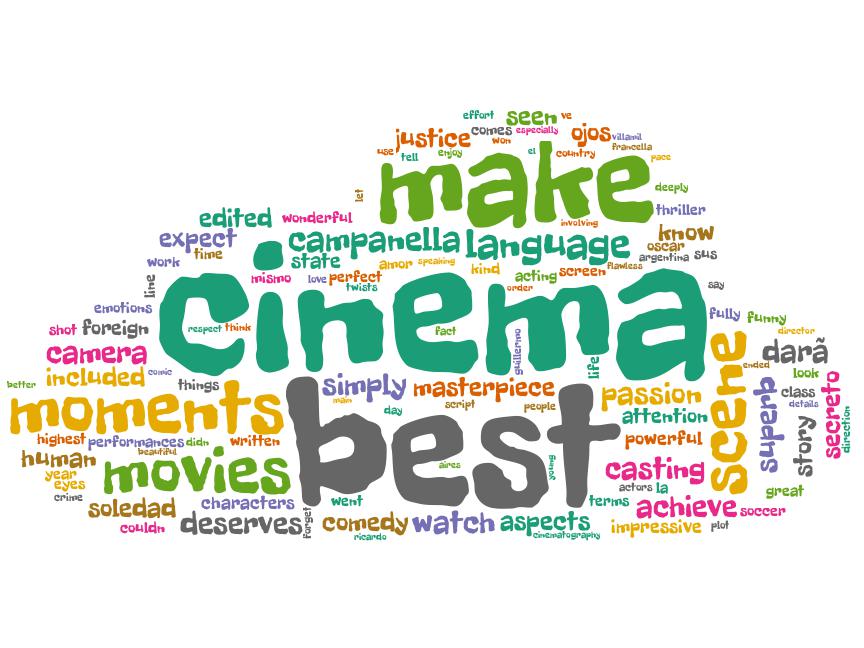 effort seen ve
justice comes especially ojos villamil
won francella
use tell enjoy el country pace
make
let deeply
edited wonderful thriller
involving
expect campanella language know
time state oscar
work amor speaking kind argentina sus
mismo love perfect acting screen flawless
line twists order say
cinema
emotions fully funny
shot foreign respect think fact guillermo director
camera life scene darã
better included comic ended look
things simply masterpiece passion superb class
moments main script people details secreto
day attention direction
highest performances didn written powerful story
beautiful best
human movies aires young casting
year
eyes actors la great
crime went terms
soledad characters achieve soccer
couldn deserves forget comedy watch aspects impressive plot
ricardo cinematography